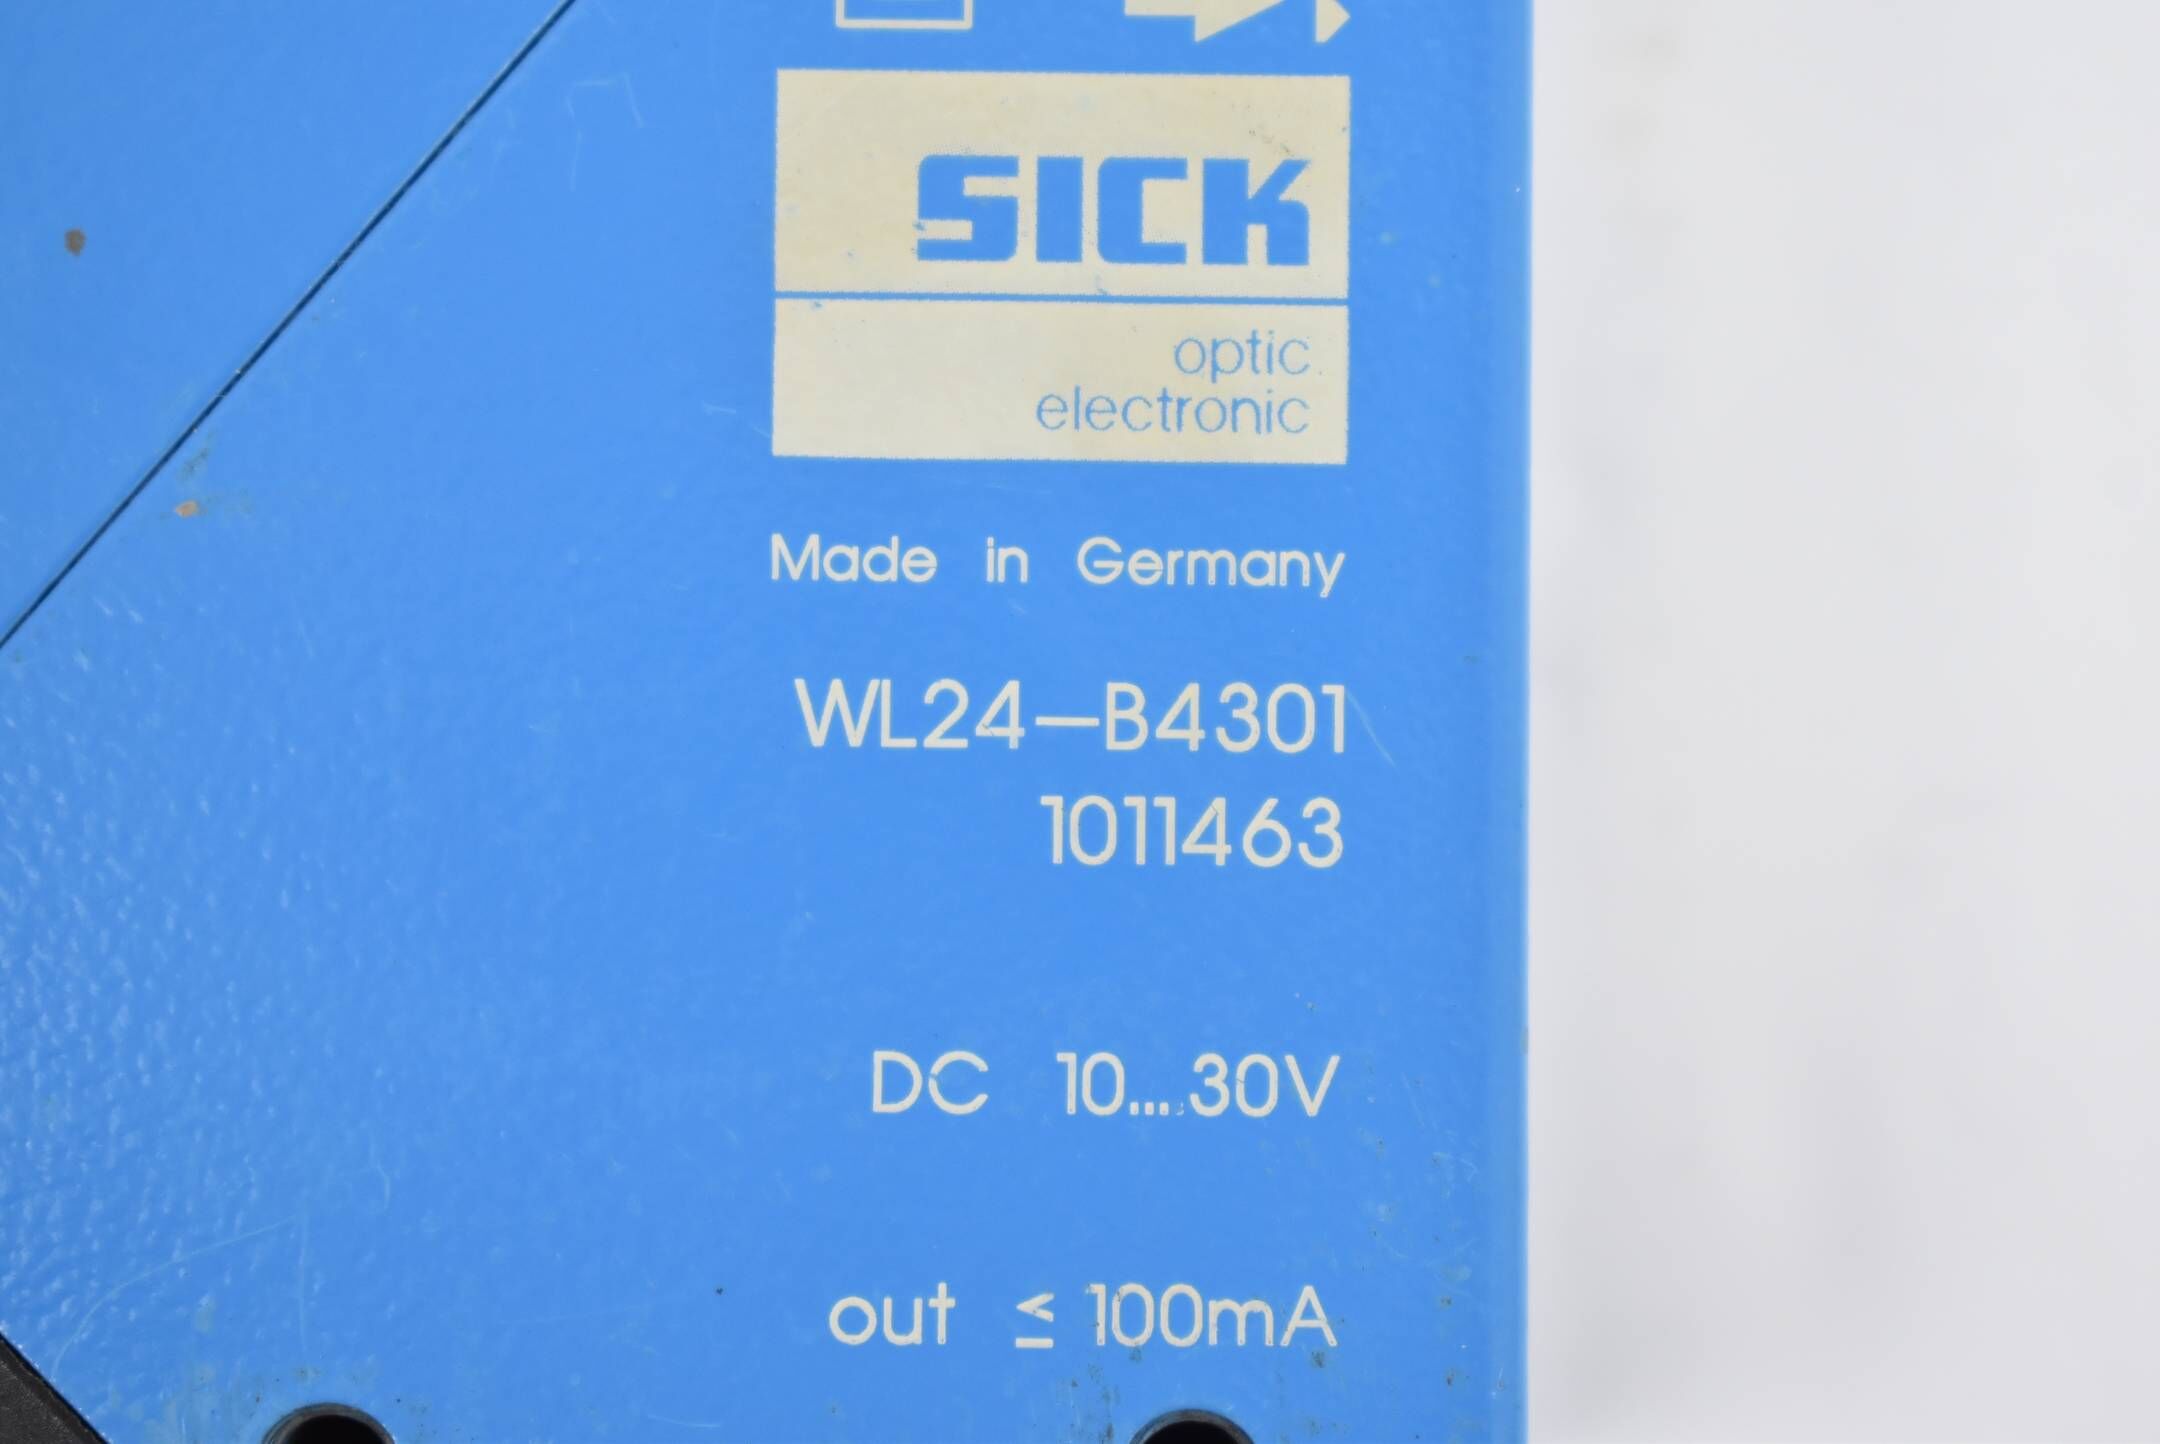 SICK
optic
electronic
Made in Germany
WL24-B4301
1011463
DC 10...30V
out ≤ 100mA